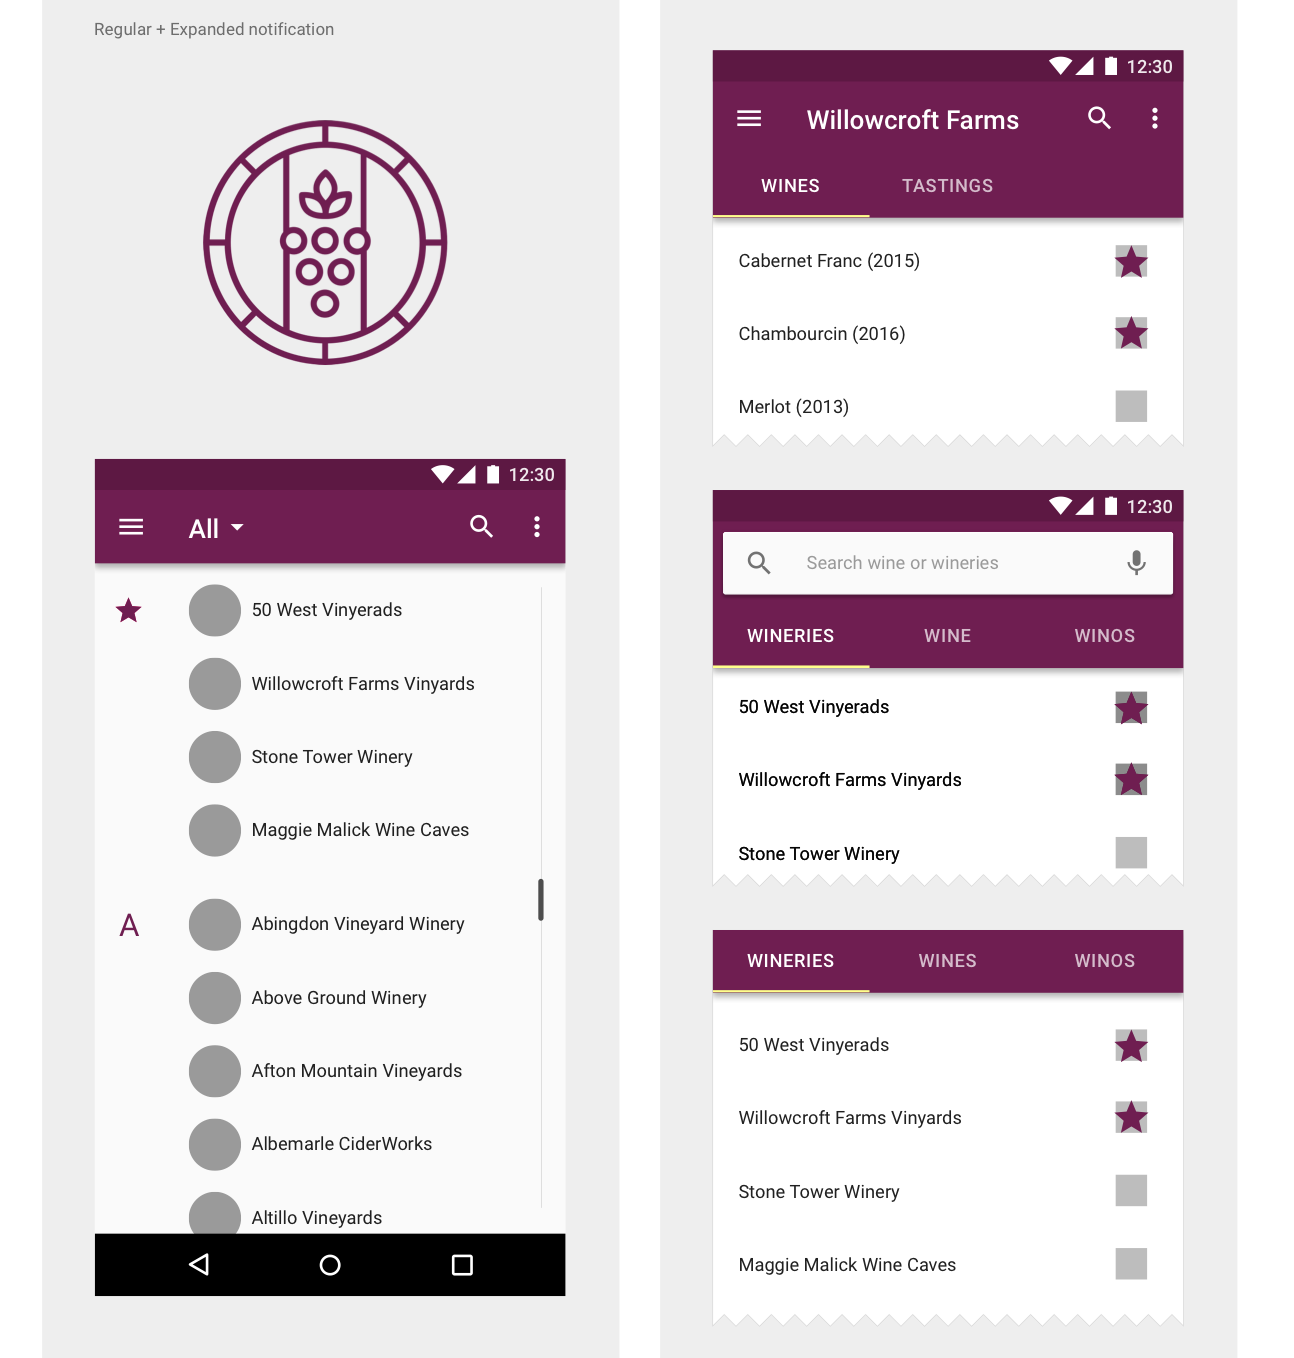 Regular + Expanded notification
12:30
All
50 West Vinyerads
Willowcroft Farms Vinyards
Stone Tower Winery
Maggie Malick Wine Caves
A
Abingdon Vineyard Winery
Above Ground Winery
Afton Mountain Vineyards
Albemarle CiderWorks
Altillo Vineyards
12:30
Willowcroft Farms
WINES TASTINGS
Cabernet Franc (2015)
Chambourcin (2016)
Merlot (2013)
12:30
Search wine or wineries
WINERIES WINE WINOS
50 West Vinyerads
Willowcroft Farms Vinyards
Stone Tower Winery
WINERIES WINES WINOS
50 West Vinyerads
Willowcroft Farms Vinyards
Stone Tower Winery
Maggie Malick Wine Caves